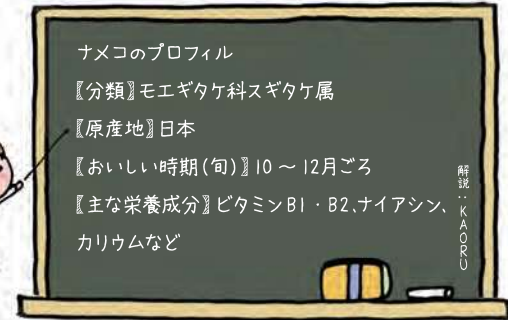 ナメコのプロフィル
〖分類〗モエギタケ科スギタケ属
〖原産地〗日本
〖おいしい時期(旬)〗10 ～ 12月ごろ
〖主な栄養成分〗ビタミンB1・B2、ナイアシン、
カリウムなど
解説：KAORU